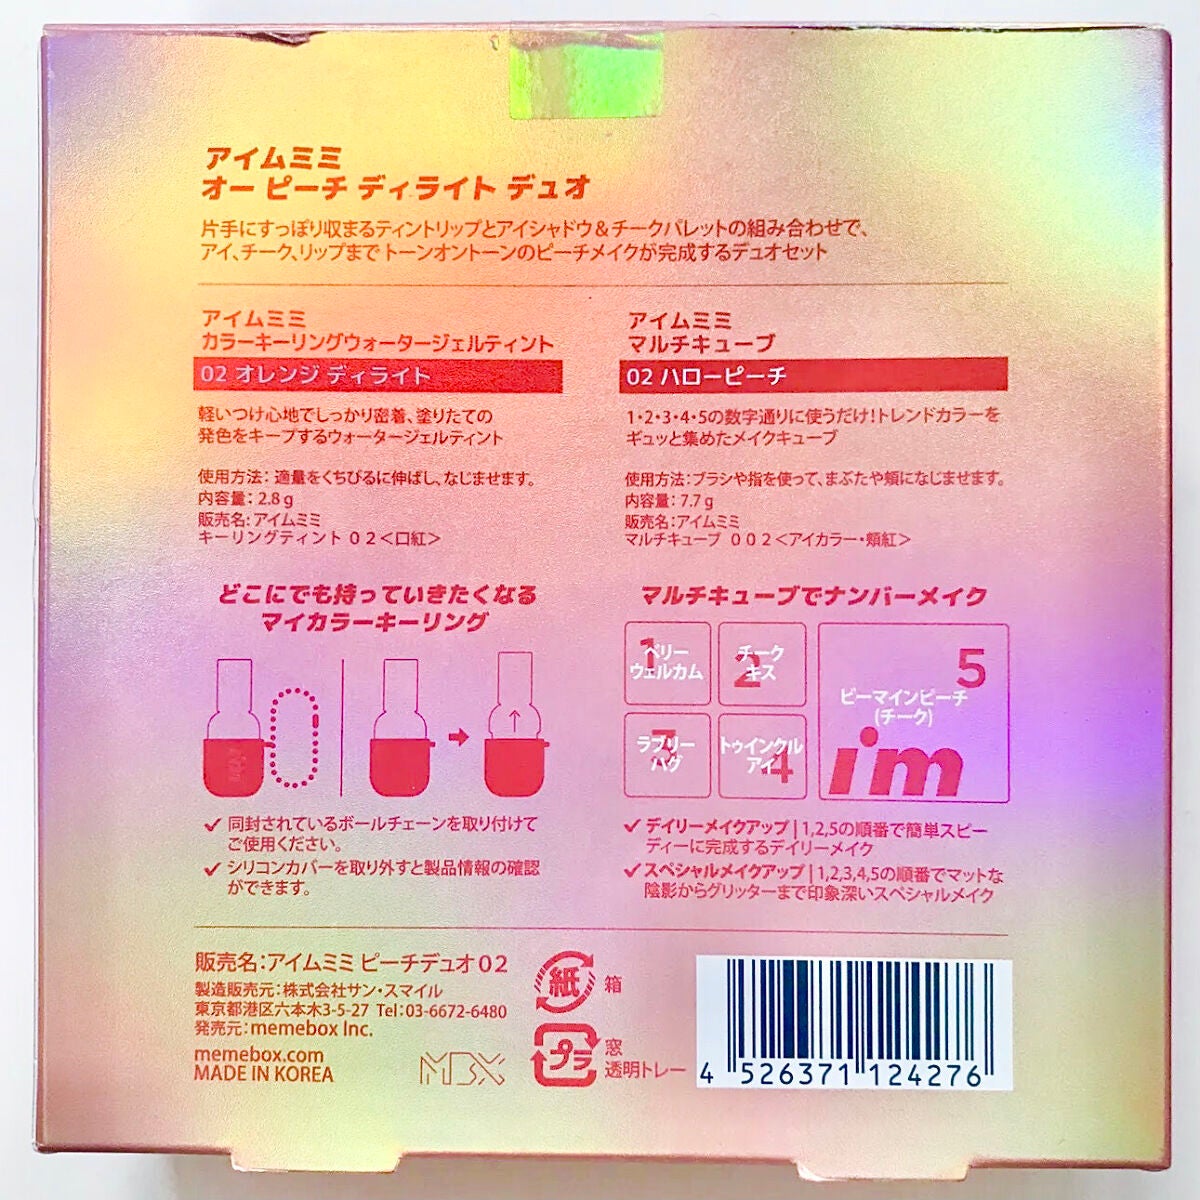 アイムミミ
オー ピーチ ディライト デュオ
片手にすっぽり収まるティントリップとアイシャドウ＆チークパレットの組み合わせで、
アイ、チーク、リップまで トーンオントーンのピーチメイクが完成するデュオセット
アイムミミ
カラーキーリングウォータージェルティント
02 オレンジ ディライト
軽いつけ心地でしっかり密着、塗りたての
発色をキープするウォータージェルティント
使用方法： 適量をくちびるに伸ばし、なじませます。
内容量： 2.8 g
販売名： アイムミミ
キーリングティント ０２＜口紅＞
どこにでも持っていきたくなる
マイカラーキーリング
同封されているボールチェーンを取り付けて
ご使用ください。
シリコンカバーを取り外すと製品情報の確認
ができます。
アイムミミ
マルチキューブ
02 ハローピーチ
1・2・3・4・5の数字通りに使うだけ！トレンドカラーを
ギュッと集めたメイクキューブ
使用方法：ブラシや指を使って、まぶたや頬になじませます。
内容量：7.7 g
販売名：アイムミミ
マルチキューブ ００２＜アイカラー・頬紅＞
マルチキューブでナンバーメイク
1
ベリー
ウェルカム
2
チーク
キス
3
ラブリー
ハグ
4
トゥインクル
アイ
5
ビーマインピーチ
(チーク)
i'm
デイリーメイクアップ | 1,2,5の順番で簡単スピー
ディーに完成するデイリーメイク
スペシャルメイクアップ | 1,2,3,4,5の順番でマットな
陰影からグリッターまで印象深いスペシャルメイク
販売名：アイムミミ ピーチデュオ０２
製造販売元：株式会社サン・スマイル
東京都港区六本木3-5-27 Tel：03-6672-6480
発売元：memebox Inc.
memebox.com
MADE IN KOREA
MBX
紙
箱
プラ
窓
透明トレー
4 526371 124276